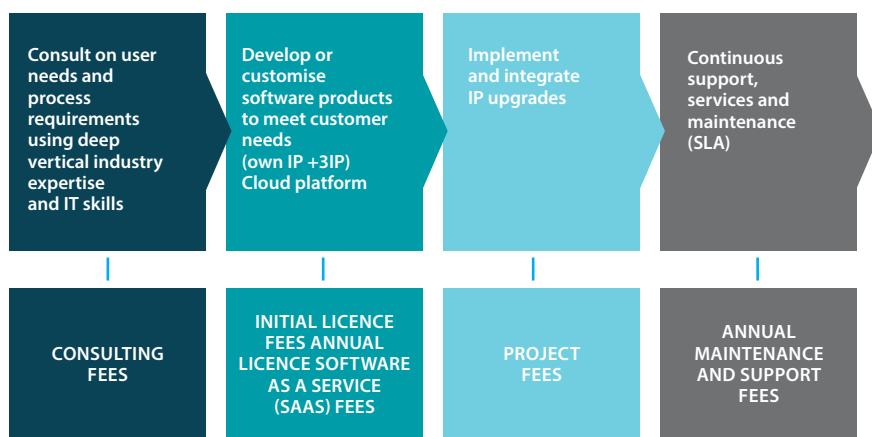 Consult on user
needs and
process
requirements
using deep
vertical industry
expertise
and IT skills
Develop or
customise
software products
to meet customer
needs
(own IP +3IP)
Cloud platform
Implement
and integrate
IP upgrades
Continuous
support,
services and
maintenance
(SLA)
CONSULTING
FEES
INITIAL LICENCE
FEES ANNUAL
LICENCE SOFTWARE
AS A SERVICE
(SAAS) FEES
PROJECT
FEES
ANNUAL
MAINTENANCE
AND SUPPORT
FEES